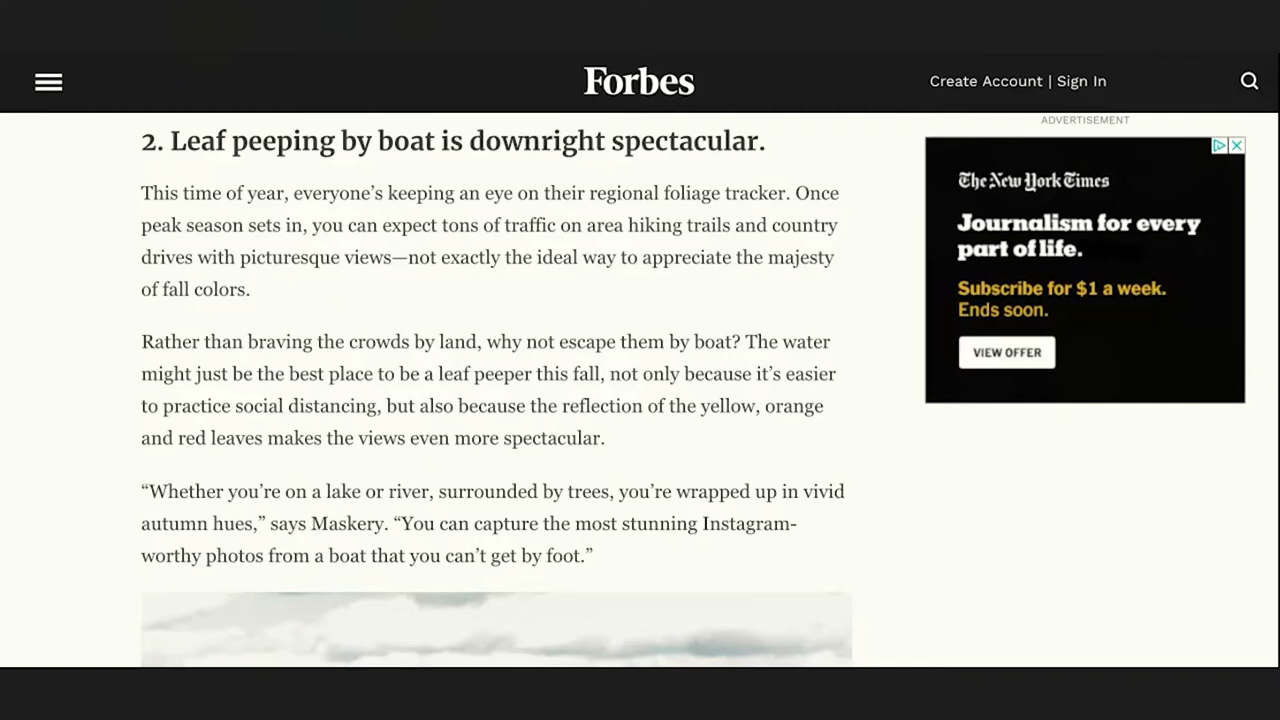 Forbes
Create Account | Sign In
2. Leaf peeping by boat is downright spectacular.
This time of year, everyone’s keeping an eye on their regional foliage tracker. Once
peak season sets in, you can expect tons of traffic on area hiking trails and country
drives with picturesque views—not exactly the ideal way to appreciate the majesty
of fall colors.
Rather than braving the crowds by land, why not escape them by boat? The water
might just be the best place to be a leaf peeper this fall, not only because it’s easier
to practice social distancing, but also because the reflection of the yellow, orange
and red leaves makes the views even more spectacular.
“Whether you’re on a lake or river, surrounded by trees, you’re wrapped up in vivid
autumn hues,” says Maskery. “You can capture the most stunning Instagram-
worthy photos from a boat that you can’t get by foot.”
ADVERTISEMENT
The New York Times
Journalism for every
part of life.
Subscribe for $1 a week.
Ends soon.
VIEW OFFER